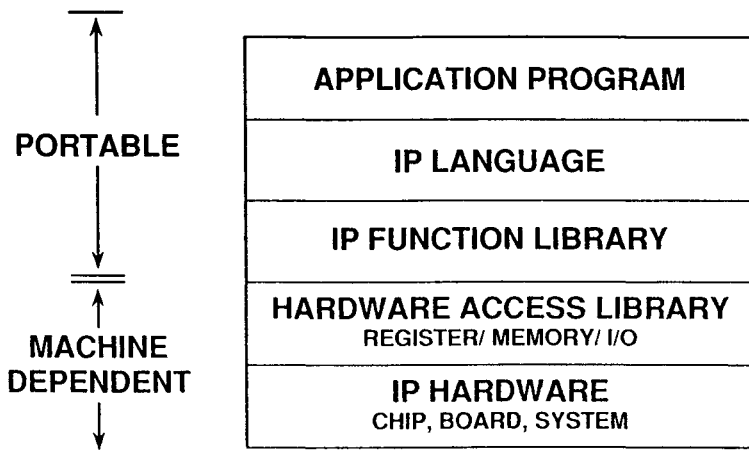 PORTABLE
MACHINE
DEPENDENT
APPLICATION PROGRAM
IP LANGUAGE
IP FUNCTION LIBRARY
HARDWARE ACCESS LIBRARY
REGISTER/ MEMORY/ I/O
IP HARDWARE
CHIP, BOARD, SYSTEM